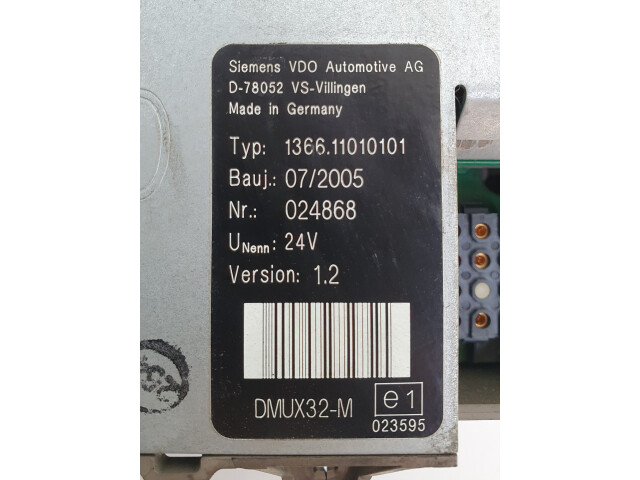 Siemens VDO Automotive AG
D-78052 VS-Villingen
Made in Germany
Typ: 1366.11010101
Bauj.: 07/2005
Nr.: 024868
UNenn: 24V
Version: 1.2
DMUX32-M
e1
023595